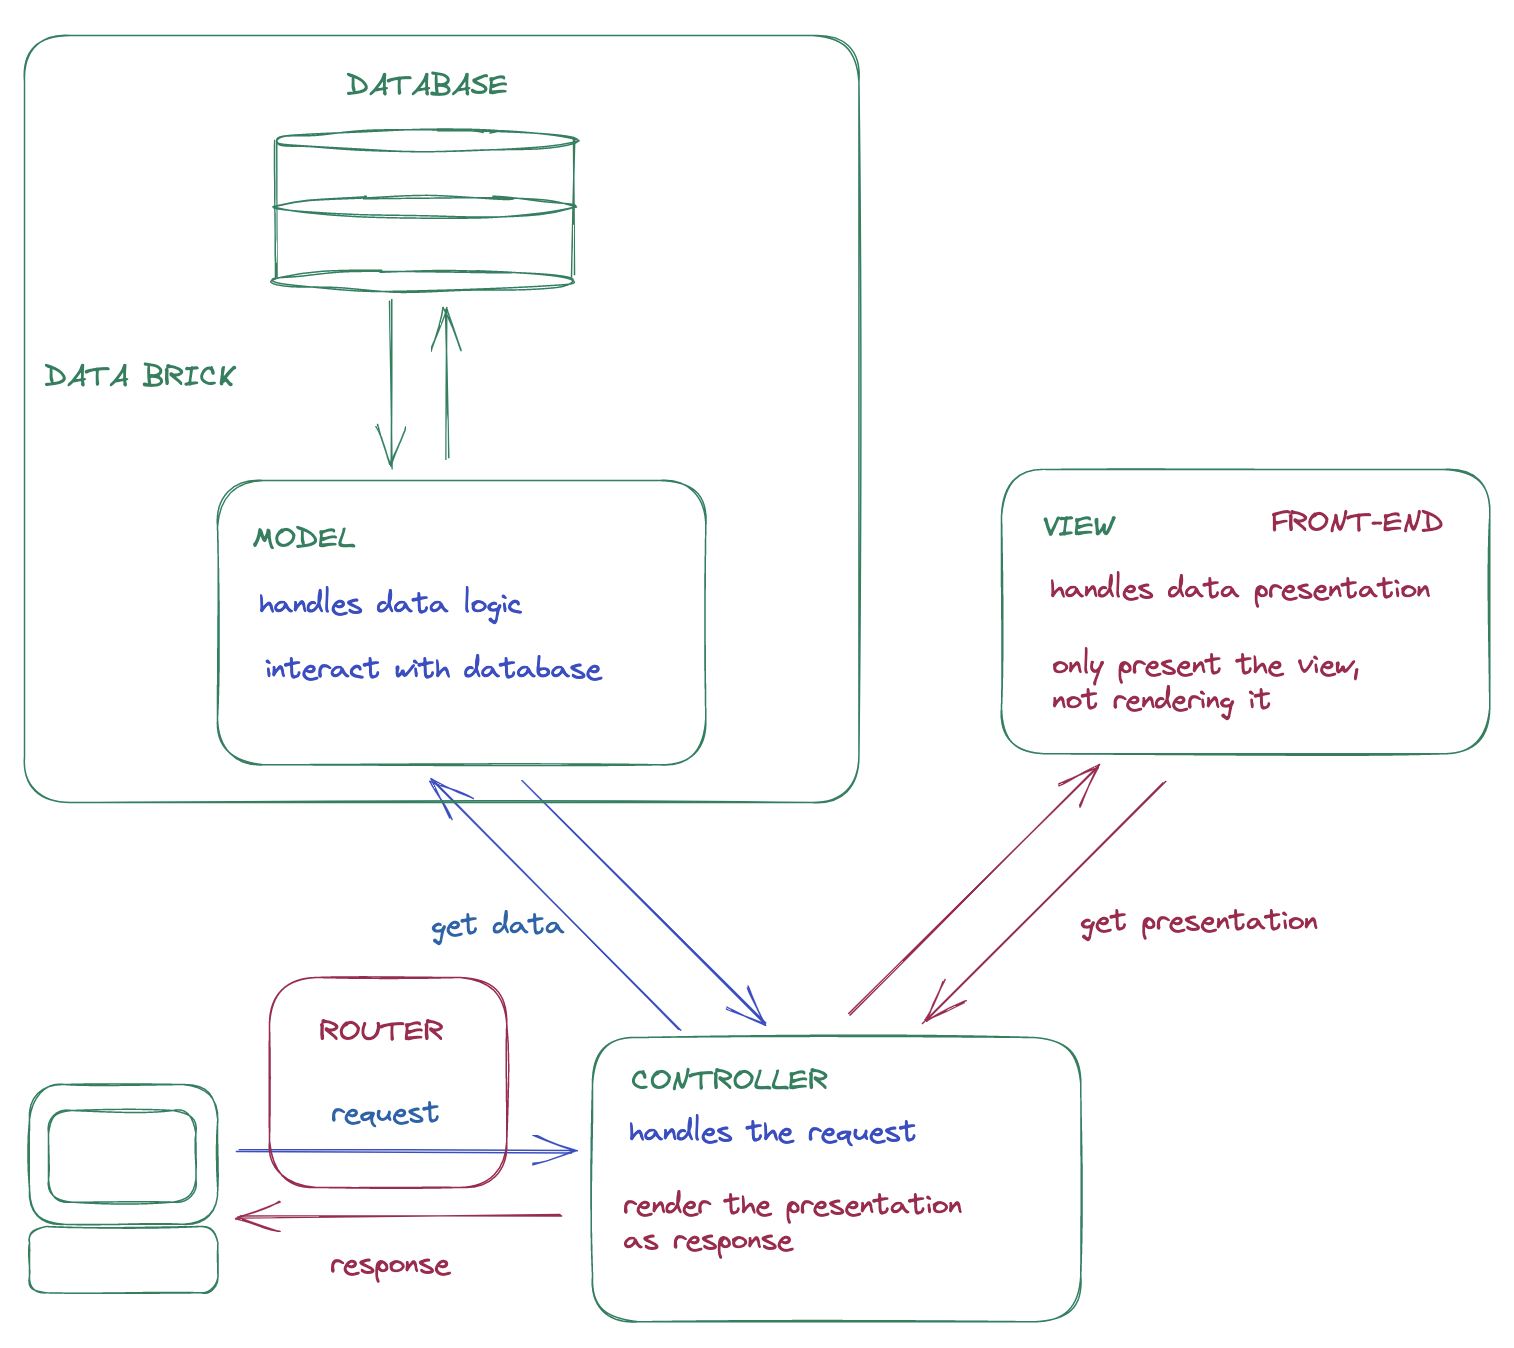 DATABASE
DATA BRICK
MODEL
handles data logic
interact with database
VIEW
FRONT-END
handles data presentation
only present the view,
not rendering it
get data
get presentation
ROUTER
request
response
CONTROLLER
handles the request
render the presentation
as response